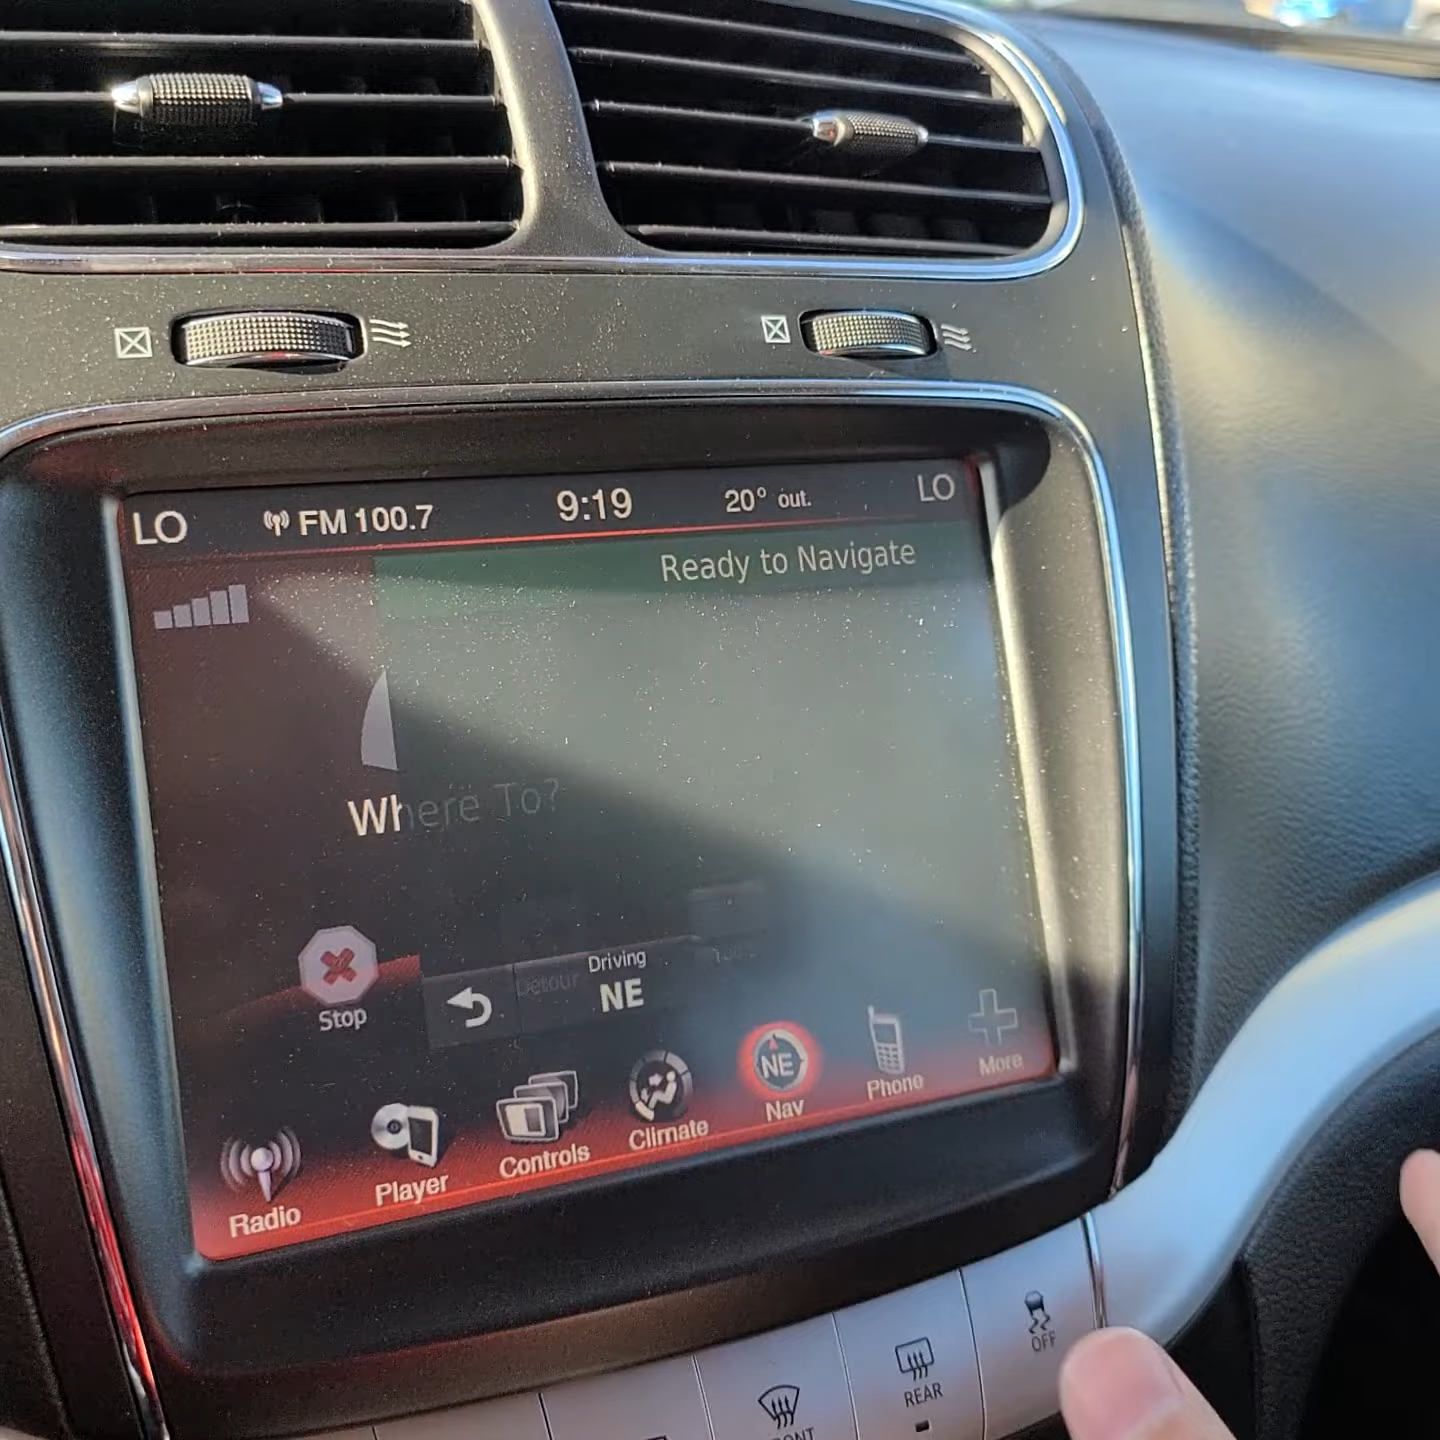 LO FM 100.7 9:19 20° out. LO
Ready to Navigate
Where To?
Stop
Detour
Driving
NE
NE
Radio
Player
Controls
Climate
Nav
Phone
More
OFF
REAR